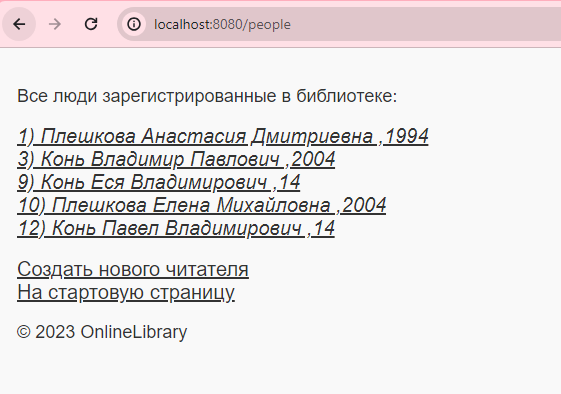 localhost:8080/people
Все люди зарегистрированные в библиотеке:
1) Плешкова Анастасия Дмитриевна ,1994
3) Конь Владимир Павлович ,2004
9) Конь Еся Владимирович ,14
10) Плешкова Елена Михайловна ,2004
12) Конь Павел Владимирович ,14
Создать нового читателя
На стартовую страницу
© 2023 OnlineLibrary